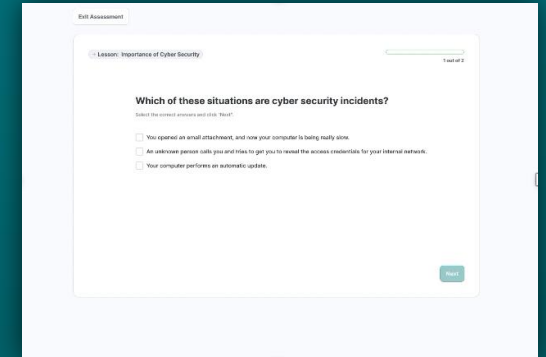 Exit Assessment
Lesson: Importance of Cyber Security
1 out of 2
Which of these situations are cyber security incidents?
Select the correct answers and click "Next".
You opened an email attachment, and now your computer is being really slow.
An unknown person calls you and tries to get you to reveal the access credentials for your internal network.
Your computer performs an automatic update.
Next